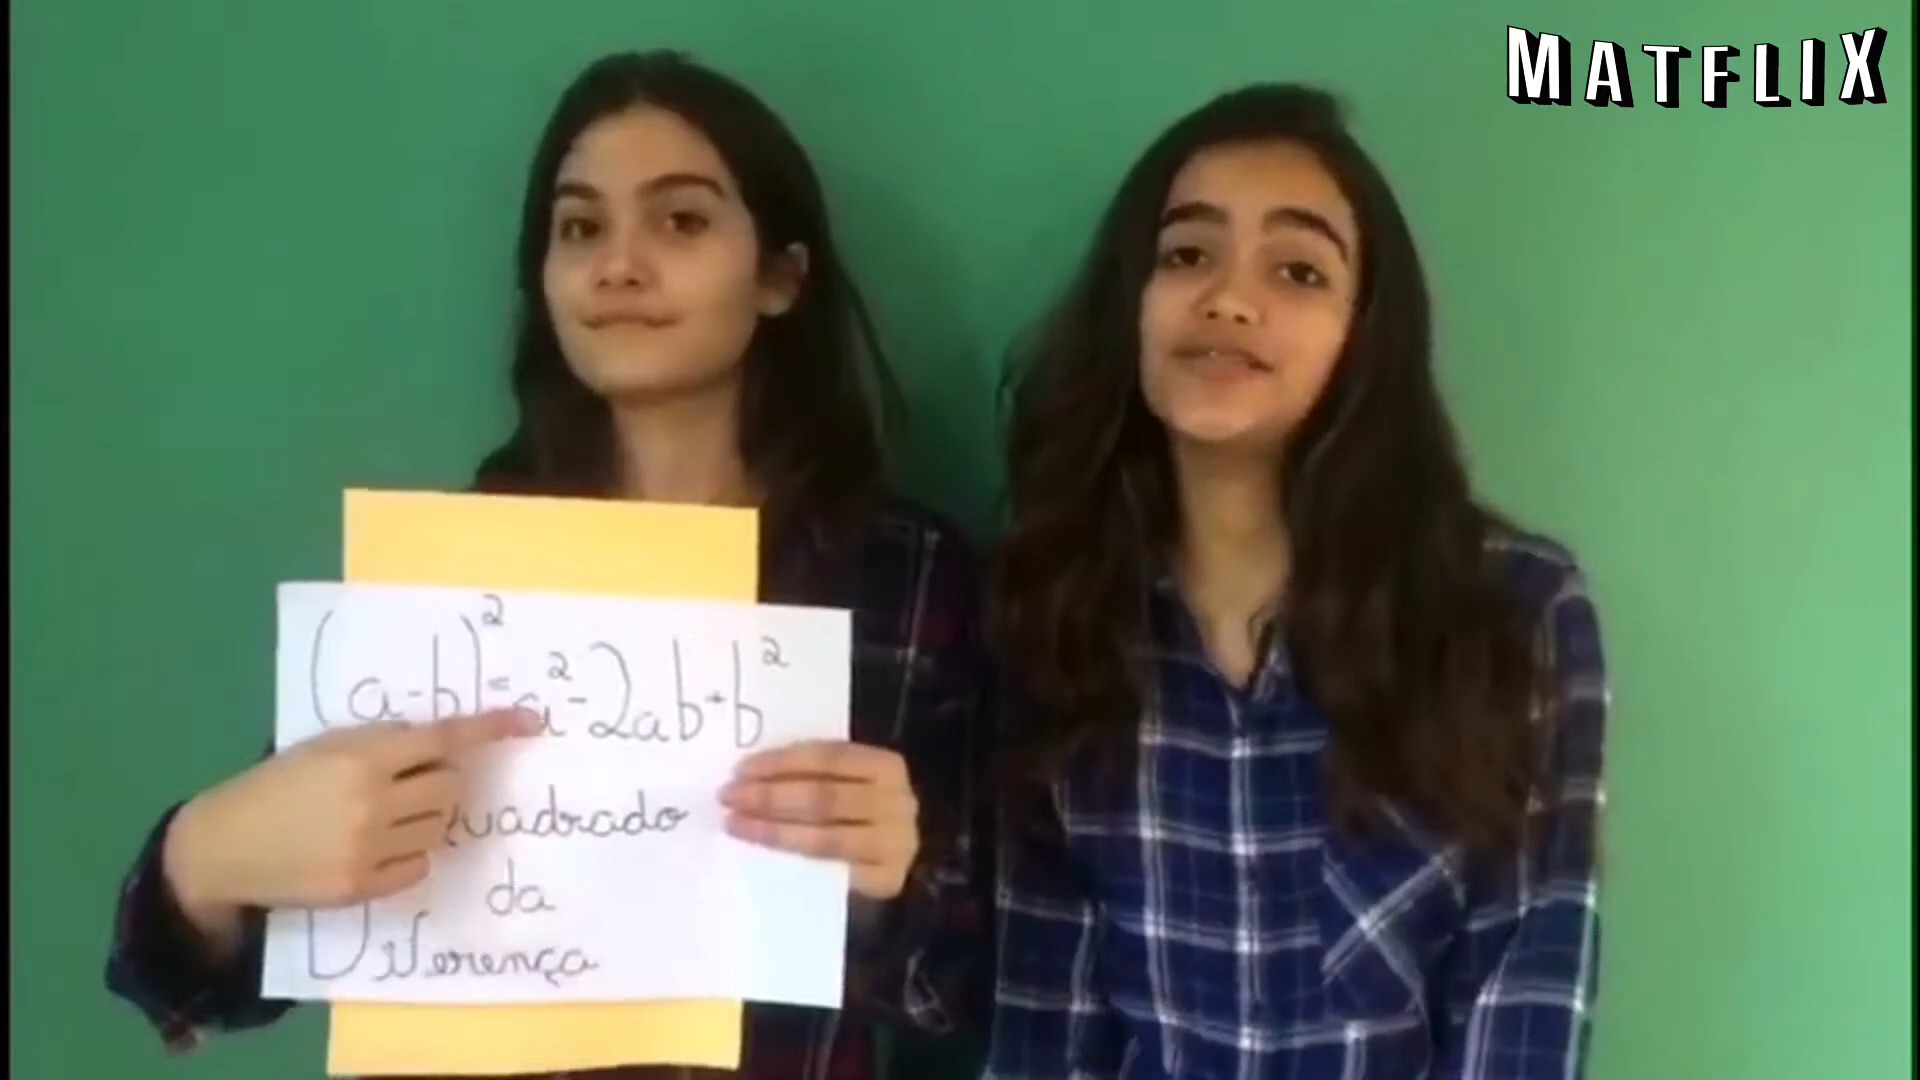 MATFLIX
(a-b)²=a²-2ab+b²
Quadrado
da
Diferença